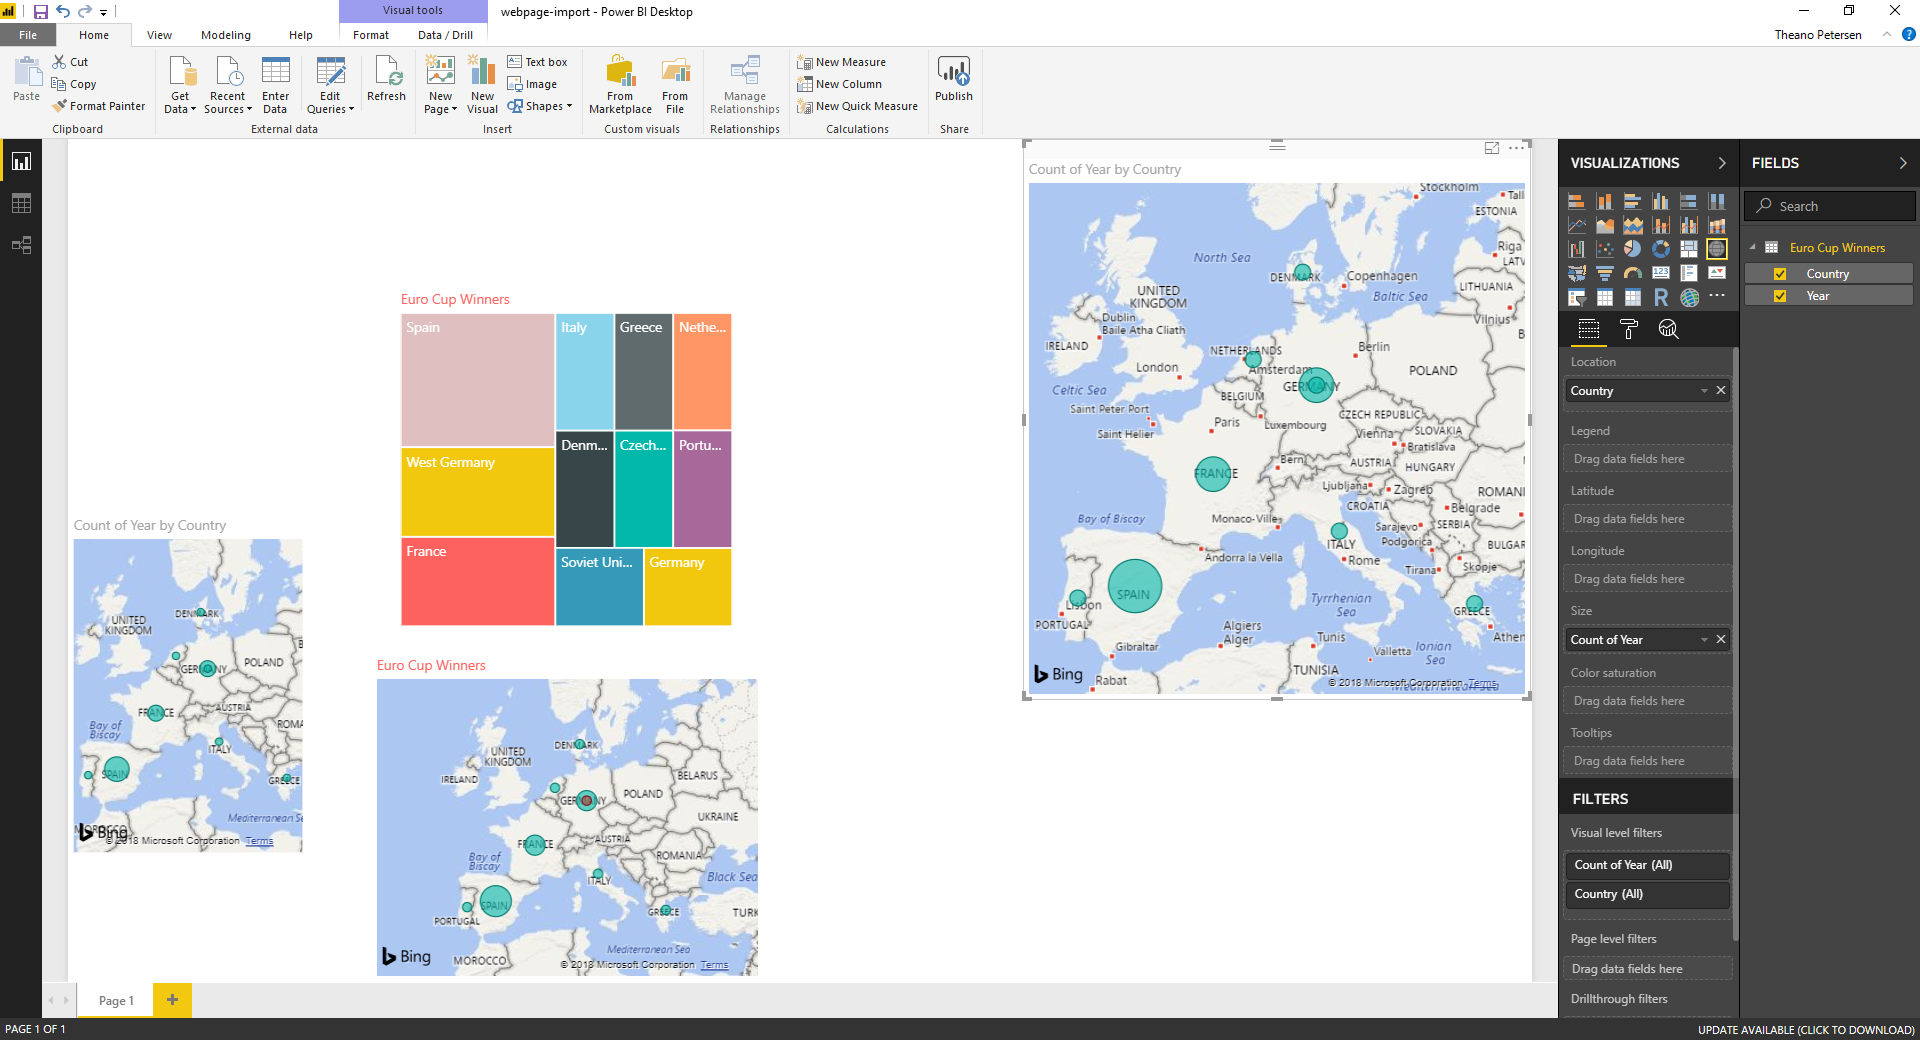 Visual tools
webpage-import - Power BI Desktop
File
Home
View
Modeling
Help
Format
Data / Drill
Theano Petersen
Paste
Cut
Copy
Format Painter
Clipboard
Get Data
Recent Sources
Enter Data
Edit Queries
External data
Refresh
New Page
New Visual
Text box
Image
Shapes
Insert
From Marketplace
From File
Custom visuals
Manage Relationships
Relationships
New Measure
New Column
New Quick Measure
Calculations
Publish
Share
Euro Cup Winners
Spain
Italy
Greece
Nethe...
West Germany
Denm...
Czech...
Portu...
France
Soviet Uni...
Germany
Count of Year by Country
UNITED KINGDOM
DENMARK
GERMANY
POLAND
FRANCE
AUSTRIA
ROMA
Bay of Biscay
ITALY
SPAIN
GREECE
Mediterranean Se
MOROCCO
Bing
© 2018 Microsoft Corporation Terms
Euro Cup Winners
DENMARK
UNITED KINGDOM
IRELAND
BELARUS
GERMANY
POLAND
UKRAINE
FRANCE
AUSTRIA
ROMANIA
Bay of Biscay
ITALY
Black Sea
SPAIN
PORTUGAL
GREECE
TURK
Mediterranean Sea
MOROCCO
Bing
© 2018 Microsoft Corporation Terms
Count of Year by Country
Stockholm
Tall
ESTONIA
North Sea
Riga
LATV
DENMARK
Copenhagen
UNITED KINGDOM
Baltic Sea
LITHUANIA
Dublin
Baile Atha Cliath
Vilnius
B
IRELAND
NETHERLANDS
Berlin
London
Amsterdam
POLAND
Celtic Sea
GERMANY
BELGIUM
Saint Peter Port
CZECH REPUBLIC
Paris
Luxembourg
Saint Helier
Vienna
SLOVAKIA
Bratislava
Bern
AUSTRIA
HUNGARY
FRANCE
Ljubljana
Zagreb
ROMANI
CROATIA
Belgrade
Bay of Biscay
Monaco-Ville
Sarajevo
SERBIA
ITALY
Podgorica
BULGAR
Andorra la Vella
Rome
Tirana
Skopje
SPAIN
Lisbon
Tyrrhenian Sea
GREECE
PORTUGAL
Algiers
Alger
Tunis
Athen
Gibraltar
Valletta
Ionian Sea
TUNISIA
Bing
Rabat
© 2018 Microsoft Corporation Terms
Mediterranean Sea
VISUALIZATIONS
Location
Country
Legend
Drag data fields here
Latitude
Drag data fields here
Longitude
Drag data fields here
Size
Count of Year
Color saturation
Drag data fields here
Tooltips
Drag data fields here
FILTERS
Visual level filters
Count of Year (All)
Country (All)
Page level filters
Drag data fields here
Drillthrough filters
FIELDS
Search
Euro Cup Winners
Country
Year
Page 1
PAGE 1 OF 1
UPDATE AVAILABLE (CLICK TO DOWNLOAD)